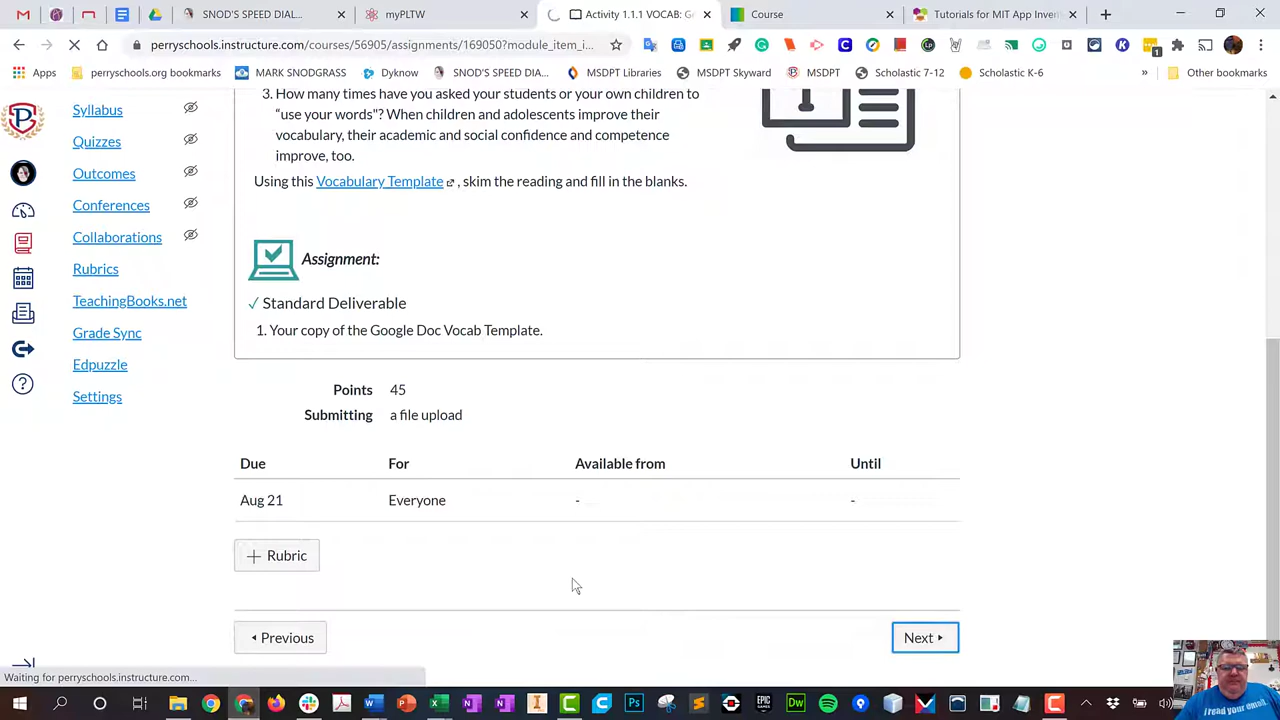 SNOD'S SPEED DIAL...
myPLTW
Activity 1.1.1 VOCAB: G
Course
Tutorials for MIT App Inven
perryschools.instructure.com/courses/56905/assignments/169050?module_item_i...
1
Apps
perryschools.org bookmarks
MARK SNODGRASS
Dyknow
SNOD'S SPEED DIA...
MSDPT Libraries
MSDPT Skyward
MSDPT
Scholastic 7-12
Scholastic K-6
»
Other bookmarks
Syllabus
Quizzes
Outcomes
Conferences
Collaborations
Rubrics
TeachingBooks.net
Grade Sync
Edpuzzle
Settings
3. How many times have you asked your students or your own children to
“use your words”? When children and adolescents improve their
vocabulary, their academic and social confidence and competence
improve, too.
Using this Vocabulary Template , skim the reading and fill in the blanks.
Assignment:
✓ Standard Deliverable
1. Your copy of the Google Doc Vocab Template.
Points 45
Submitting a file upload
Due For Available from Until
Aug 21 Everyone - -
+ Rubric
Previous
Next
Waiting for perryschools.instructure.com...
i read your email.